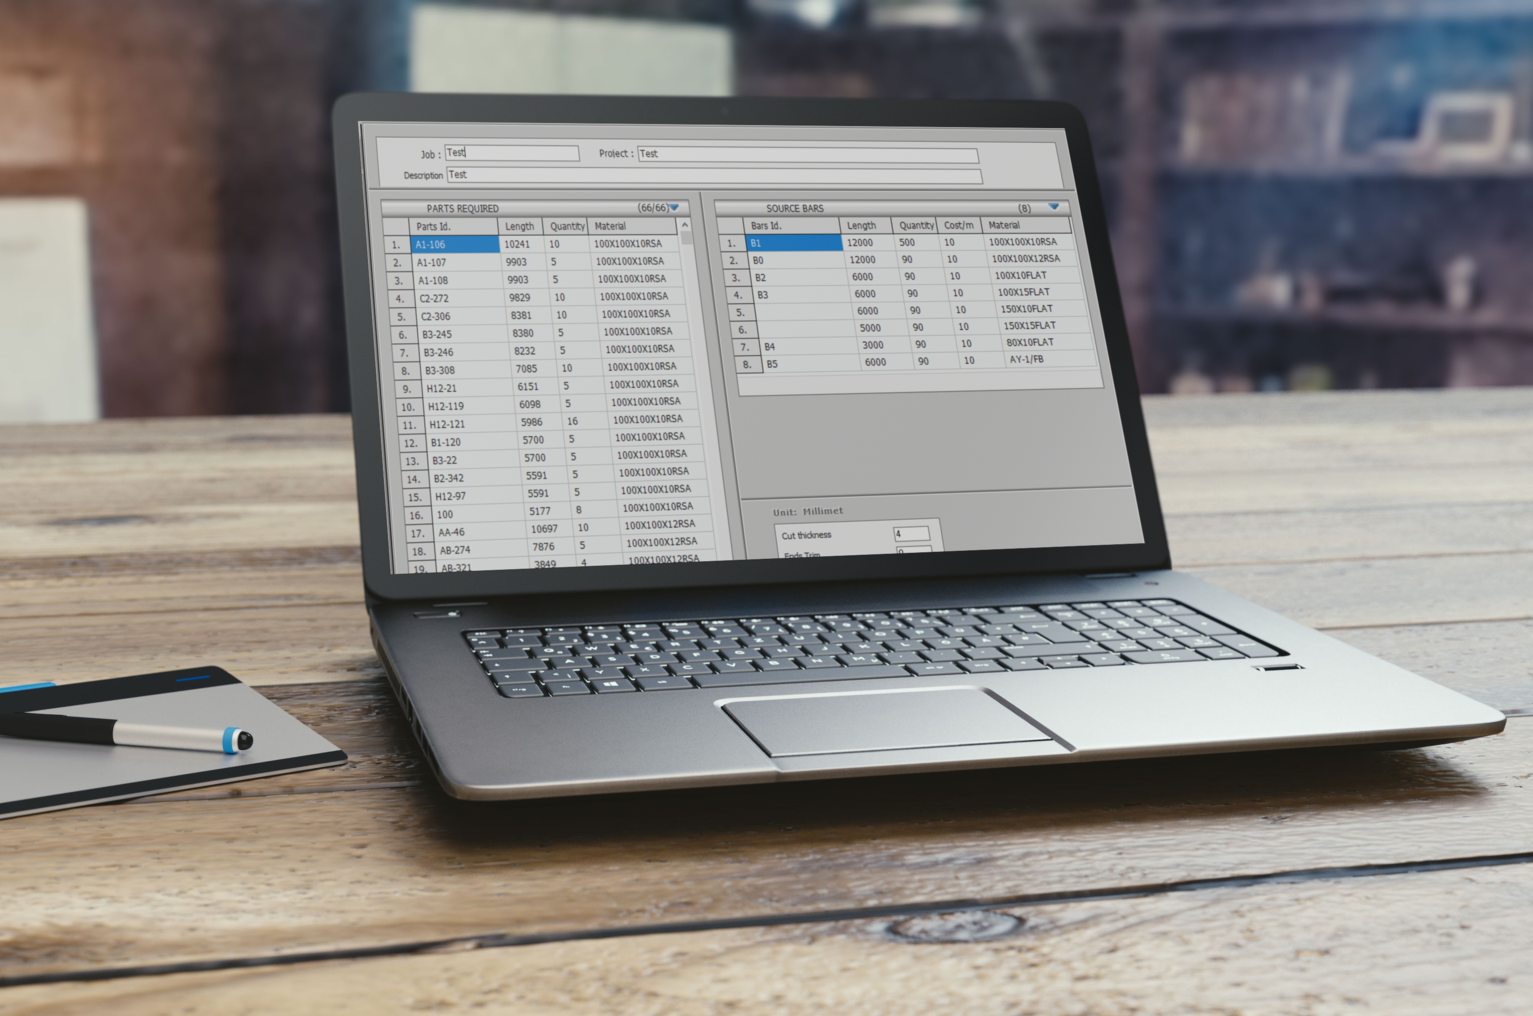 Job : Test Project : Test
Description Test
PARTS REQUIRED (66/66)
Parts Id. Length Quantity Material
1. A1-106 10241 10 100X100X10RSA
2. A1-107 9903 5 100X100X10RSA
3. A1-108 9903 5 100X100X10RSA
4. C2-272 9829 10 100X100X10RSA
5. C2-306 8381 10 100X100X10RSA
6. B3-245 8380 5 100X100X10RSA
7. B3-246 8232 5 100X100X10RSA
8. B3-308 7085 10 100X100X10RSA
9. H12-21 6151 5 100X100X10RSA
10. H12-119 6098 5 100X100X10RSA
11. H12-121 5986 16 100X100X10RSA
12. B1-120 5700 5 100X100X10RSA
13. B3-22 5700 5 100X100X10RSA
14. B2-342 5591 5 100X100X10RSA
15. H12-97 5591 5 100X100X10RSA
16. 100 5177 8 100X100X10RSA
17. AA-46 10697 10 100X100X12RSA
18. AB-274 7876 5 100X100X12RSA
19. AB-321 3849 4 100X100X12RSA
SOURCE BARS (8)
Bars Id. Length Quantity Cost/m Material
1. B1 12000 500 10 100X100X10RSA
2. B0 12000 90 10 100X100X12RSA
3. B2 6000 90 10 100X10FLAT
4. B3 6000 90 10 100X15FLAT
5. 6000 90 10 150X10FLAT
6. 5000 90 10 150X15FLAT
7. B4 3000 90 10 80X10FLAT
8. B5 6000 90 10 AY-1/FB
Unit: Millimet
Cut thickness 4
Ends Trim 0